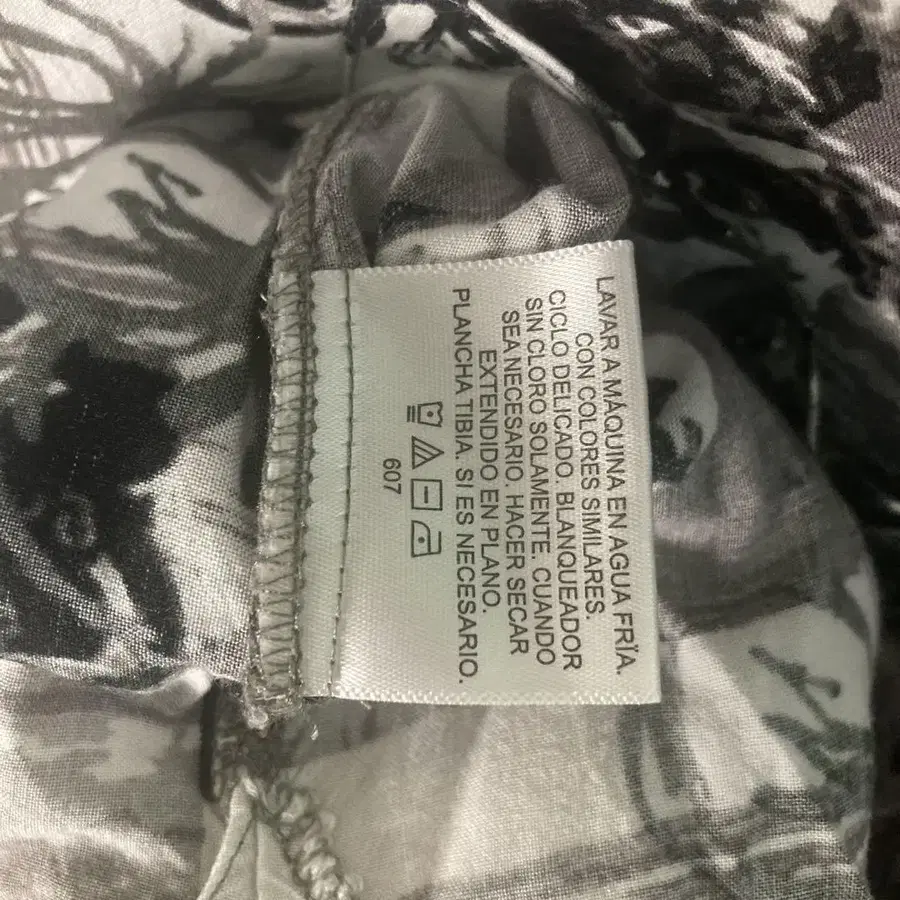 LAVAR A MÁQUINA EN AGUA FRÏA.
CON COLORES SIMILARES.
CICLO DELICADO. BLANQUEADOR
SIN CLORO SOLAMENTE. CUANDO
SEA NECESARIO. HACER SECAR
EXTENDIDO EN PLANO.
PLANCHA TIBIA. SI ES NECESARIO.
607